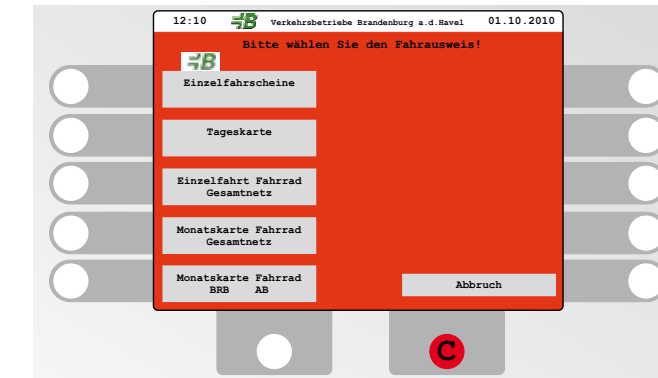 12:10 B Verkehrsbetriebe Brandenburg a.d.Havel 01.10.2010
Bitte wählen Sie den Fahrausweis!
B
Einzelfahrscheine
Tageskarte
Einzelfahrt Fahrrad
Gesamtnetz
Monatskarte Fahrrad
Gesamtnetz
Monatskarte Fahrrad
BRB AB
Abbruch
C